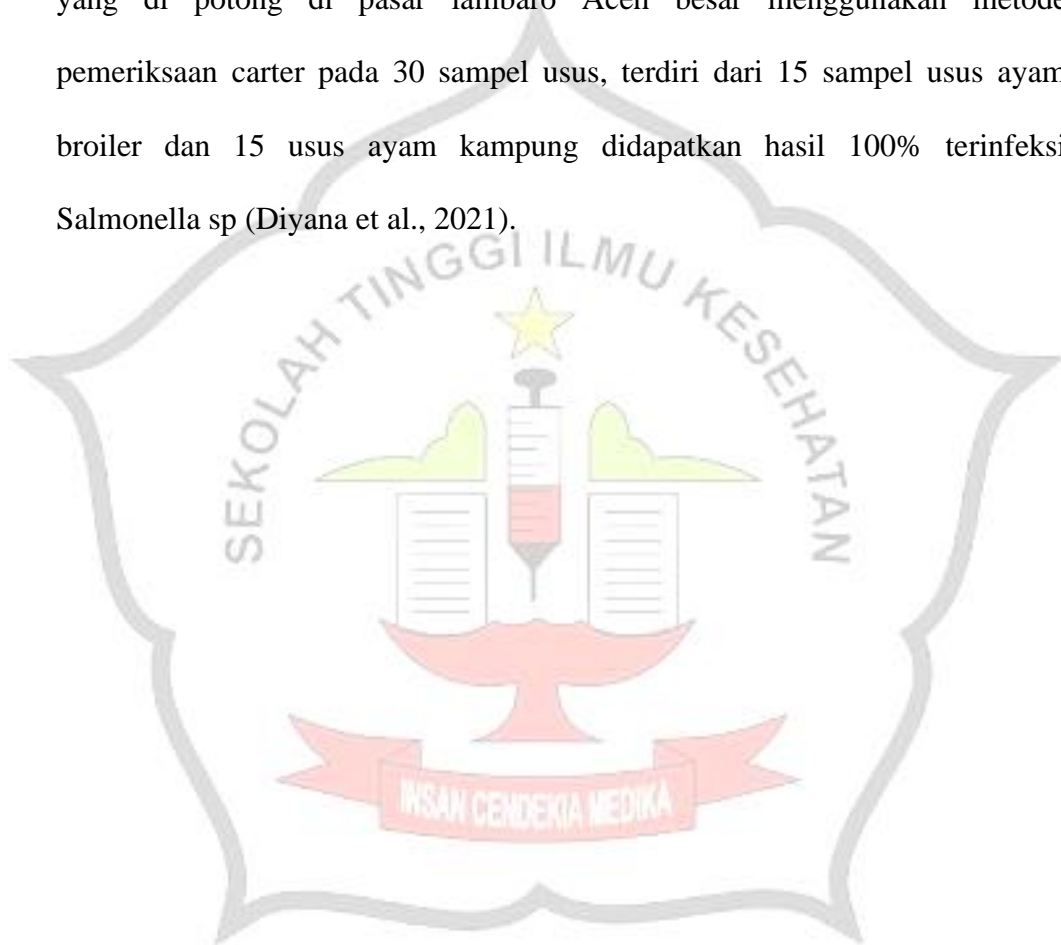 yang di potong di pasar lambaro Aceh besar menggunakan metode
pemeriksaan carter pada 30 sampel usus, terdiri dari 15 sampel usus ayam
broiler dan 15 usus ayam kampung didapatkan hasil 100% terinfeksi
Salmonella sp (Diyana et al., 2021).
SEKOLAH TINGGI ILMU KESEHATAN
INSAN CENDEKIA MEDIKA